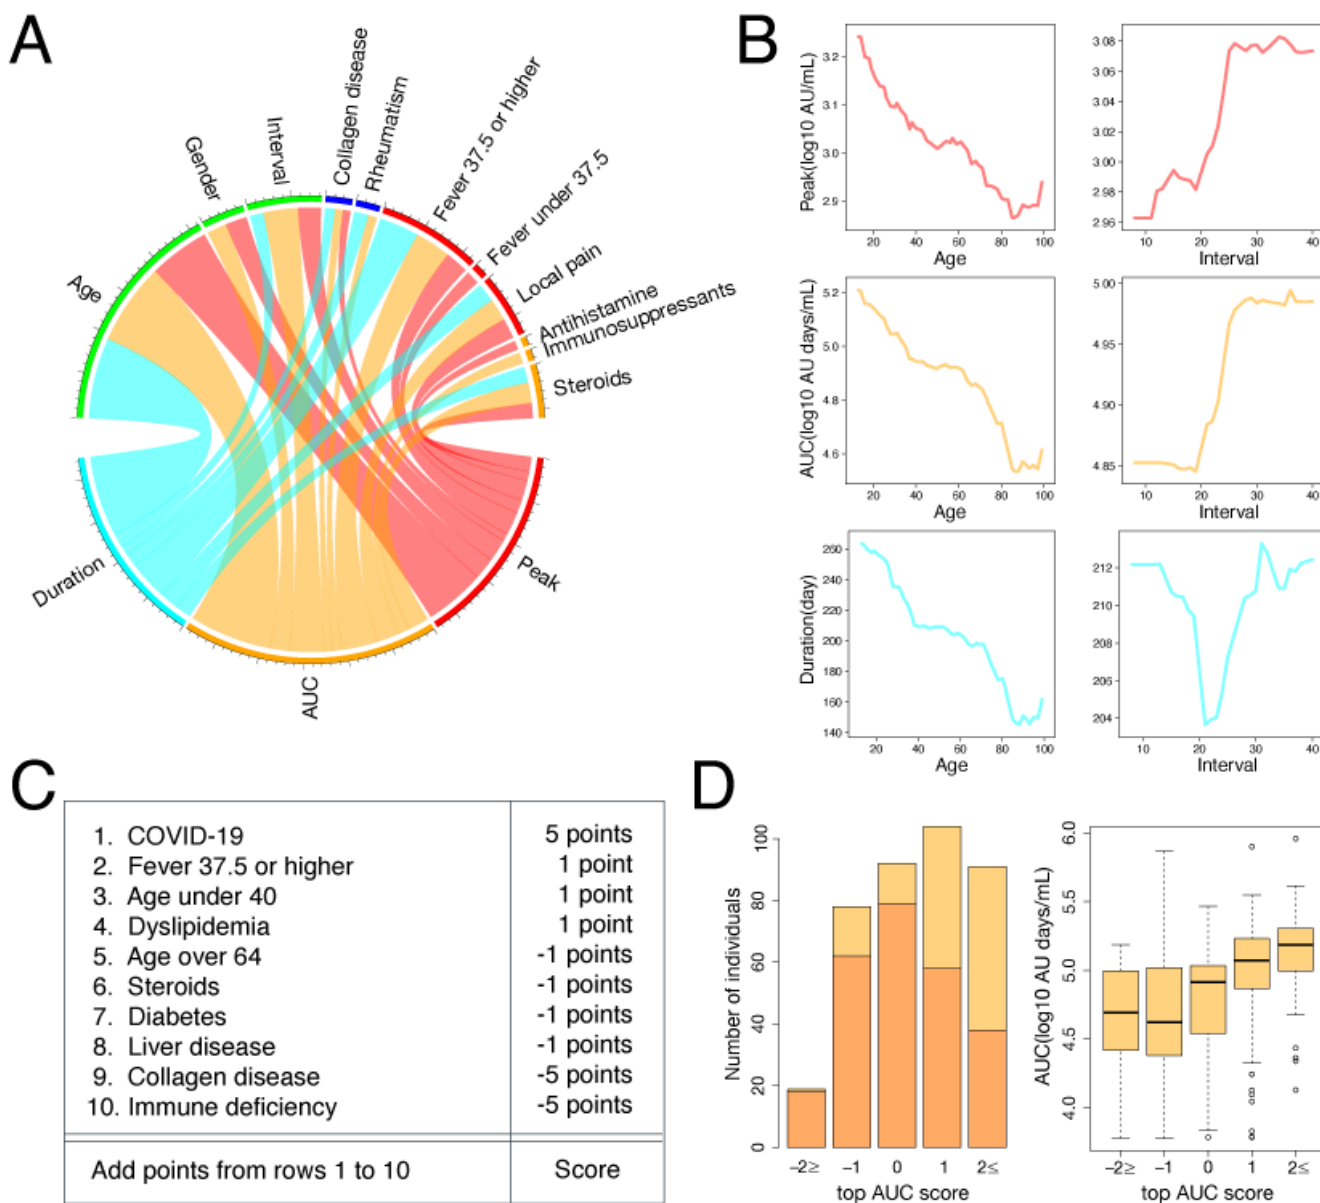 A
Collagen disease
Rheumatism
Fever 37.5 or higher
Fever under 37.5
Interval
Gender
Age
Local pain
Antihistamine
Immunosuppressants
Steroids
Duration
AUC
Peak
B
Peak(log10 AU/mL)
3.2
3.1
3.0
2.9
20 40 60 80 100
Age
3.08
3.06
3.04
3.02
3.00
2.98
2.96
10 20 30 40
Interval
AUC(log10 AU days/mL)
5.2
5.0
4.8
4.6
20 40 60 80 100
Age
5.00
4.95
4.90
4.85
10 20 30 40
Interval
Duration(day)
260
240
220
200
180
160
140
20 40 60 80 100
Age
212
210
208
206
204
10 20 30 40
Interval
C
1. COVID-19 5 points
2. Fever 37.5 or higher 1 point
3. Age under 40 1 point
4. Dyslipidemia 1 point
5. Age over 64 -1 points
6. Steroids -1 points
7. Diabetes -1 points
8. Liver disease -1 points
9. Collagen disease -5 points
10. Immune deficiency -5 points
Add points from rows 1 to 10 Score
D
Number of individuals
100
80
60
40
20
0
−2≥ −1 0 1 2≤
top AUC score
AUC(log10 AU days/mL)
6.0
5.5
5.0
4.5
4.0
−2≥ −1 0 1 2≤
top AUC score